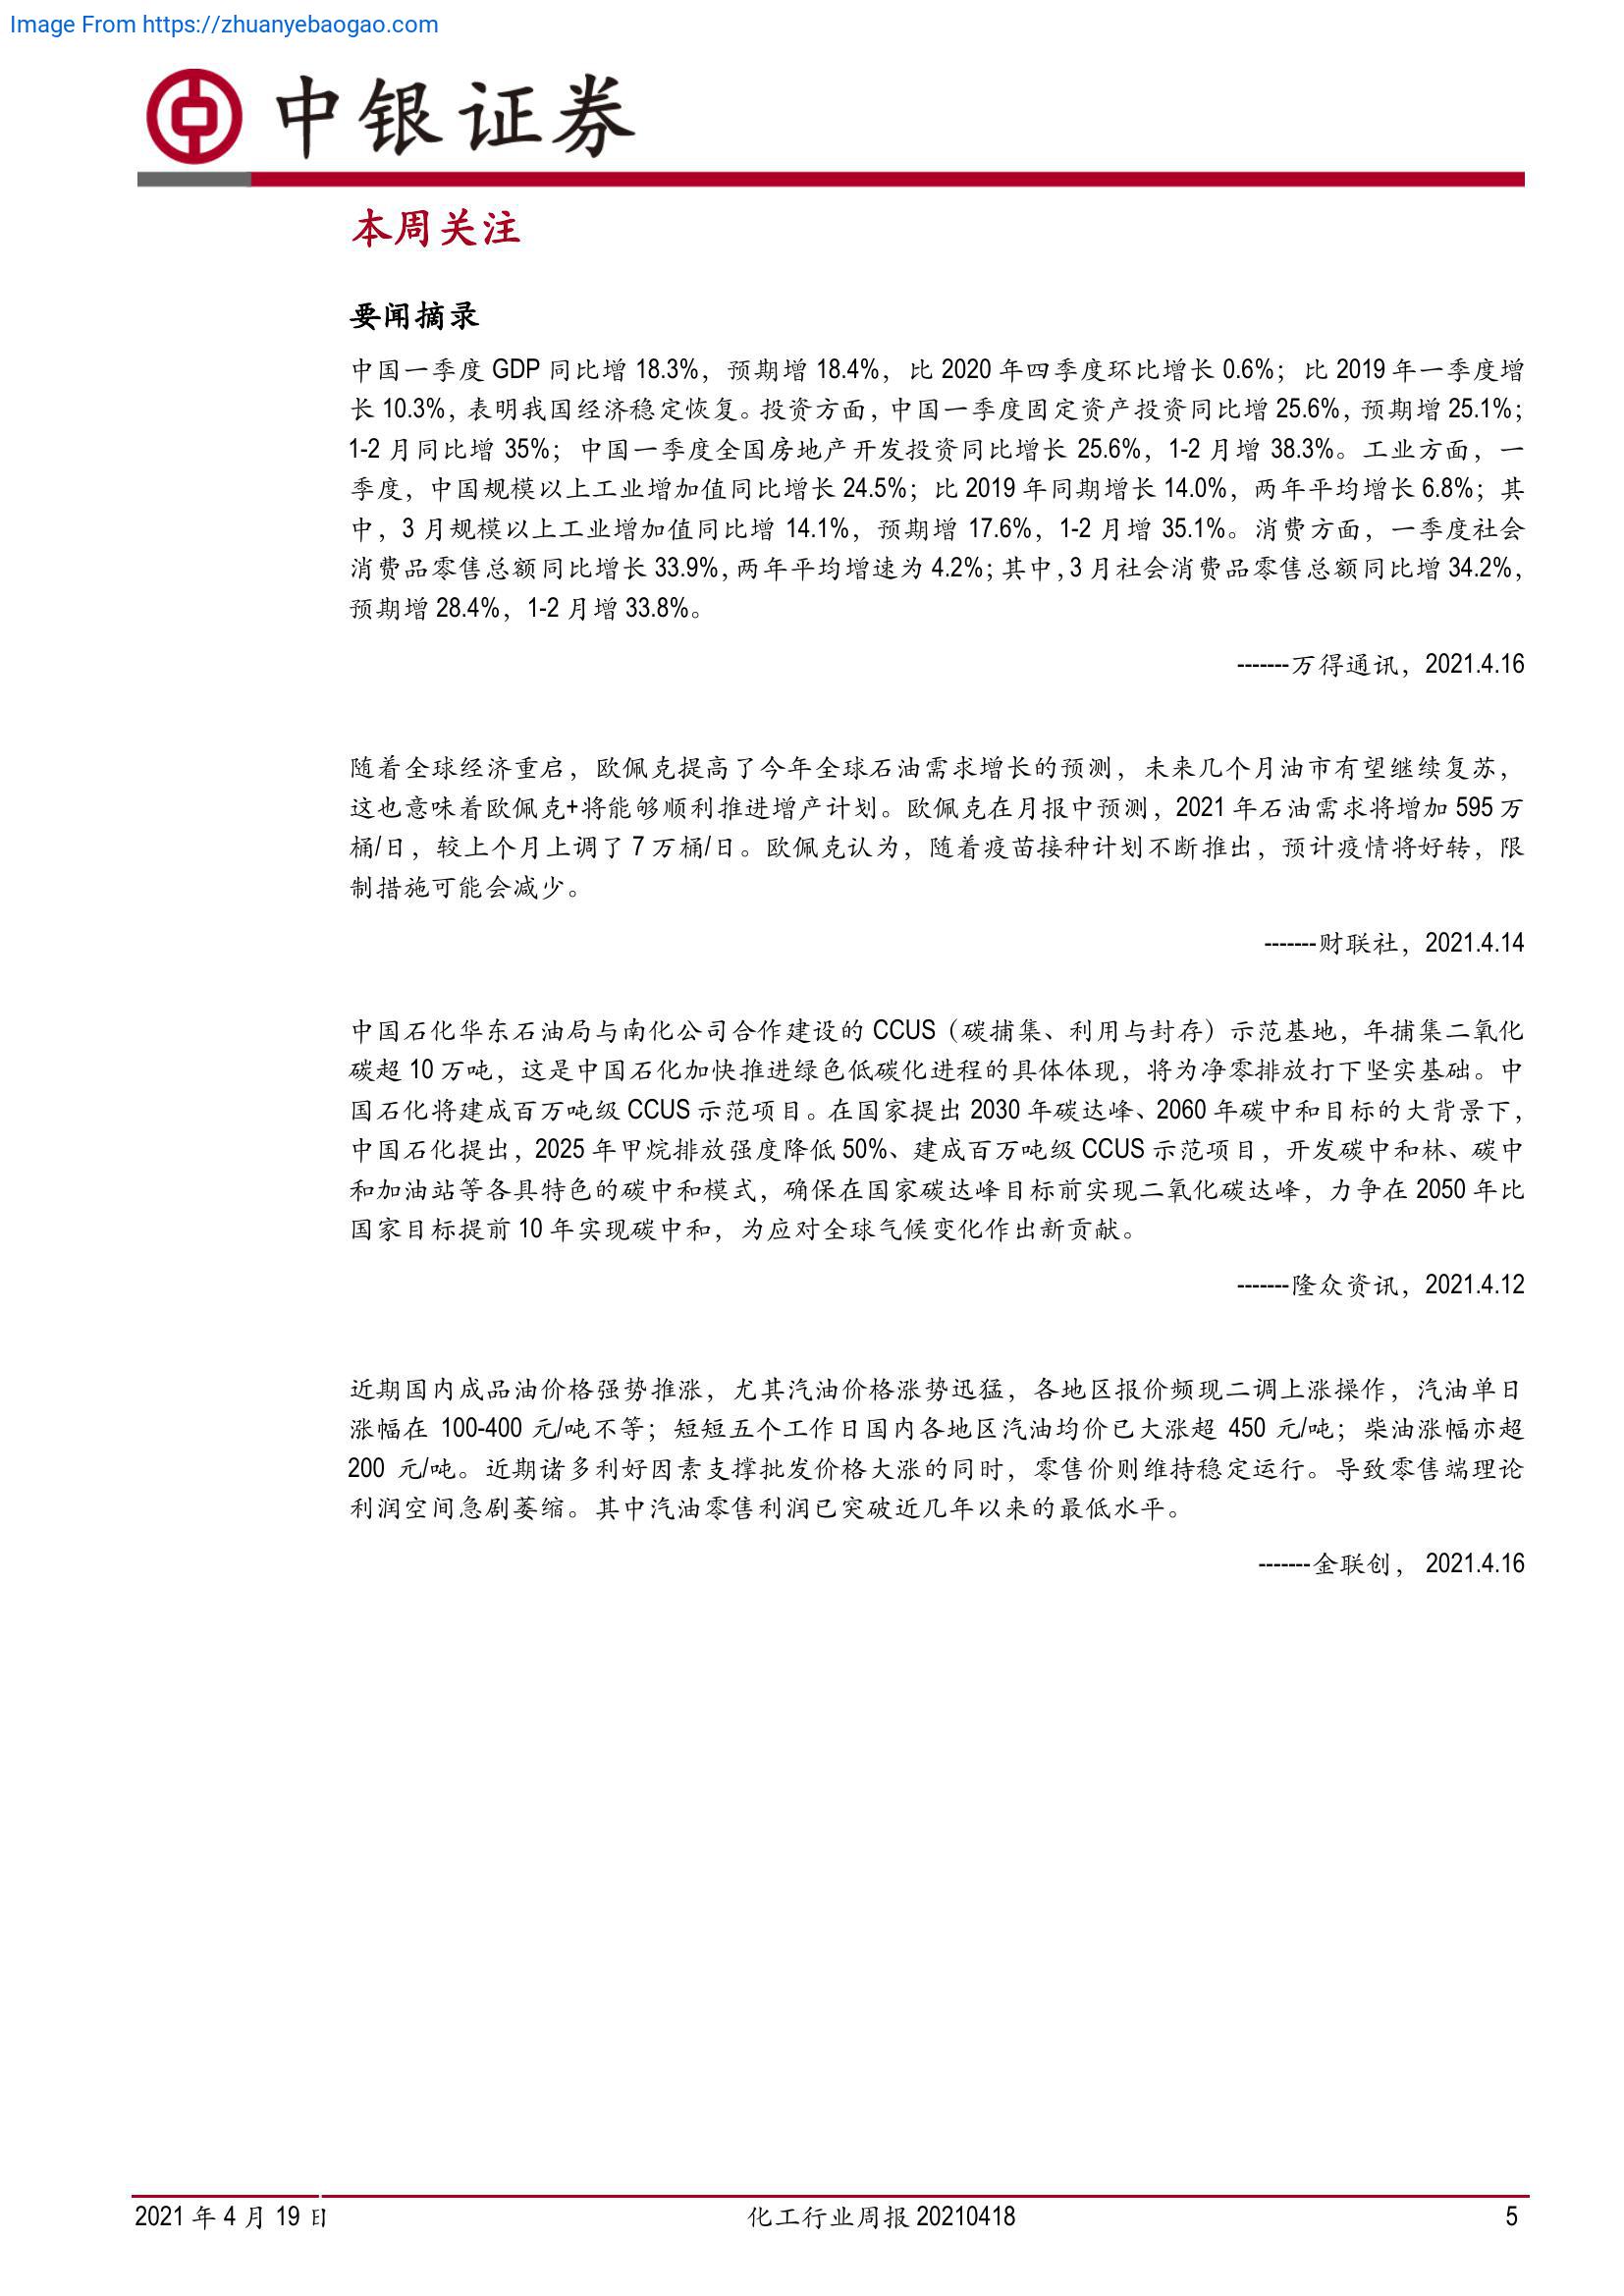 Image From https://zhuanyebaogao.com
中银证券
本周关注
要闻摘录
中国一季度 GDP 同比增 18.3%，预期增 18.4%，比 2020 年四季度环比增长 0.6%；比 2019 年一季度增
长 10.3%，表明我国经济稳定恢复。投资方面，中国一季度固定资产投资同比增 25.6%，预期增 25.1%；
1-2 月同比增 35%；中国一季度全国房地产开发投资同比增长 25.6%，1-2 月增 38.3%。工业方面，一
季度，中国规模以上工业增加值同比增长 24.5%；比 2019 年同期增长 14.0%，两年平均增长 6.8%；其
中，3 月规模以上工业增加值同比增 14.1%，预期增 17.6%，1-2 月增 35.1%。消费方面，一季度社会
消费品零售总额同比增长 33.9%，两年平均增速为 4.2%；其中，3 月社会消费品零售总额同比增 34.2%，
预期增 28.4%，1-2 月增 33.8%。
-------万得通讯，2021.4.16
随着全球经济重启，欧佩克提高了今年全球石油需求增长的预测，未来几个月油市有望继续复苏，
这也意味着欧佩克+将能够顺利推进增产计划。欧佩克在月报中预测，2021 年石油需求将增加 595 万
桶/日，较上个月上调了 7 万桶/日。欧佩克认为，随着疫苗接种计划不断推出，预计疫情将好转，限
制措施可能会减少。
-------财联社，2021.4.14
中国石化华东石油局与南化公司合作建设的 CCUS（碳捕集、利用与封存）示范基地，年捕集二氧化
碳超 10 万吨，这是中国石化加快推进绿色低碳化进程的具体体现，将为净零排放打下坚实基础。中
国石化将建成百万吨级 CCUS 示范项目。在国家提出 2030 年碳达峰、2060 年碳中和目标的大背景下，
中国石化提出，2025 年甲烷排放强度降低 50%、建成百万吨级 CCUS 示范项目，开发碳中和林、碳中
和加油站等各具特色的碳中和模式，确保在国家碳达峰目标前实现二氧化碳达峰，力争在 2050 年比
国家目标提前 10 年实现碳中和，为应对全球气候变化作出新贡献。
-------隆众资讯，2021.4.12
近期国内成品油价格强势推涨，尤其汽油价格涨势迅猛，各地区报价频现二调上涨操作，汽油单日
涨幅在 100-400 元/吨不等；短短五个工作日国内各地区汽油均价已大涨超 450 元/吨；柴油涨幅亦超
200 元/吨。近期诸多利好因素支撑批发价格大涨的同时，零售价则维持稳定运行。导致零售端理论
利润空间急剧萎缩。其中汽油零售利润已突破近几年以来的最低水平。
-------金联创， 2021.4.16
2021 年 4 月 19 日
化工行业周报 20210418
5